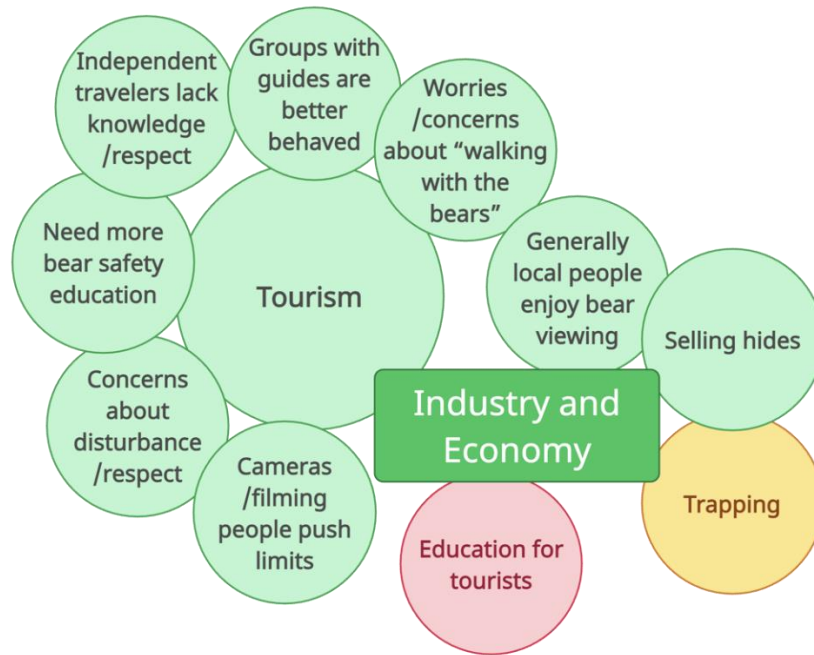 Independent
travelers lack
knowledge
/respect
Groups with
guides are
better
behaved
Worries
/concerns
about “walking
with the
bears”
Need more
bear safety
education
Tourism
Generally
local people
enjoy bear
viewing
Selling hides
Concerns
about
disturbance
/respect
Industry and
Economy
Cameras
/filming
people push
limits
Trapping
Education for
tourists